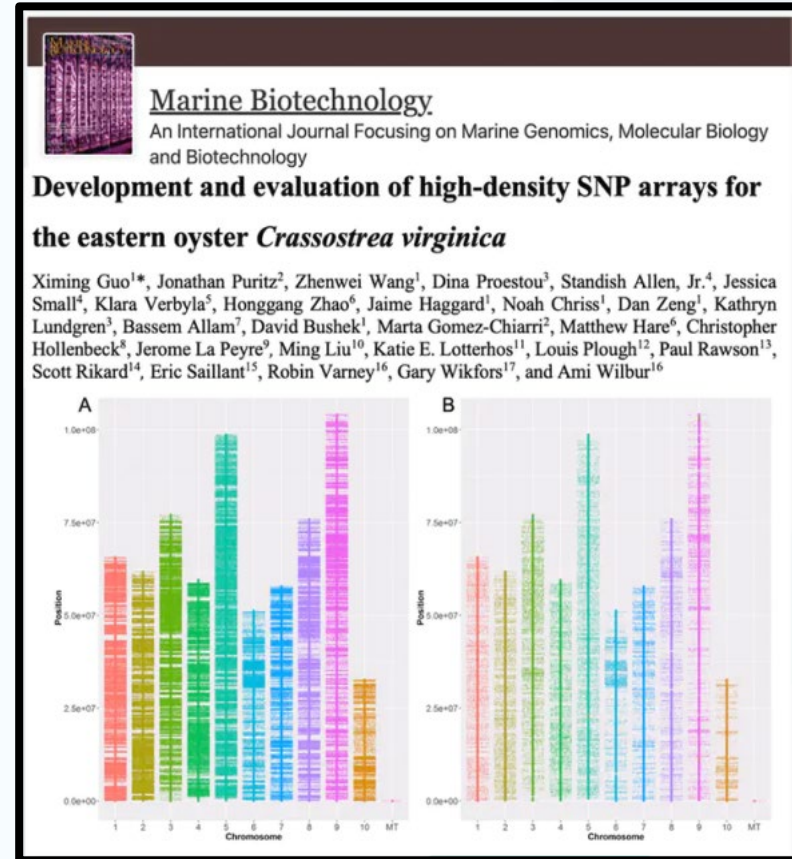 Marine Biotechnology
An International Journal Focusing on Marine Genomics, Molecular Biology
and Biotechnology
Development and evaluation of high-density SNP arrays for
the eastern oyster Crassostrea virginica
Ximing Guo1*, Jonathan Puritz2, Zhenwei Wang1, Dina Proestou3, Standish Allen, Jr.4, Jessica
Small4, Klara Verbyla5, Honggang Zhao6, Jaime Haggard1, Noah Chriss1, Dan Zeng1, Kathryn
Lundgren3, Bassem Allam7, David Bushek1, Marta Gomez-Chiarri2, Matthew Hare6, Christopher
Hollenbeck8, Jerome La Peyre9, Ming Liu10, Katie E. Lotterhos11, Louis Plough12, Paul Rawson13,
Scott Rikard14, Eric Saillant15, Robin Varney16, Gary Wikfors17, and Ami Wilbur16
A
1.0e+08
7.5e+07
Position
5.0e+07
2.5e+07
0.0e+00
1 2 3 4 5 6 7 8 9 10 MT
Chromosome
B
1.0e+08
7.5e+07
Position
5.0e+07
2.5e+07
0.0e+00
1 2 3 4 5 6 7 8 9 10 MT
Chromosome